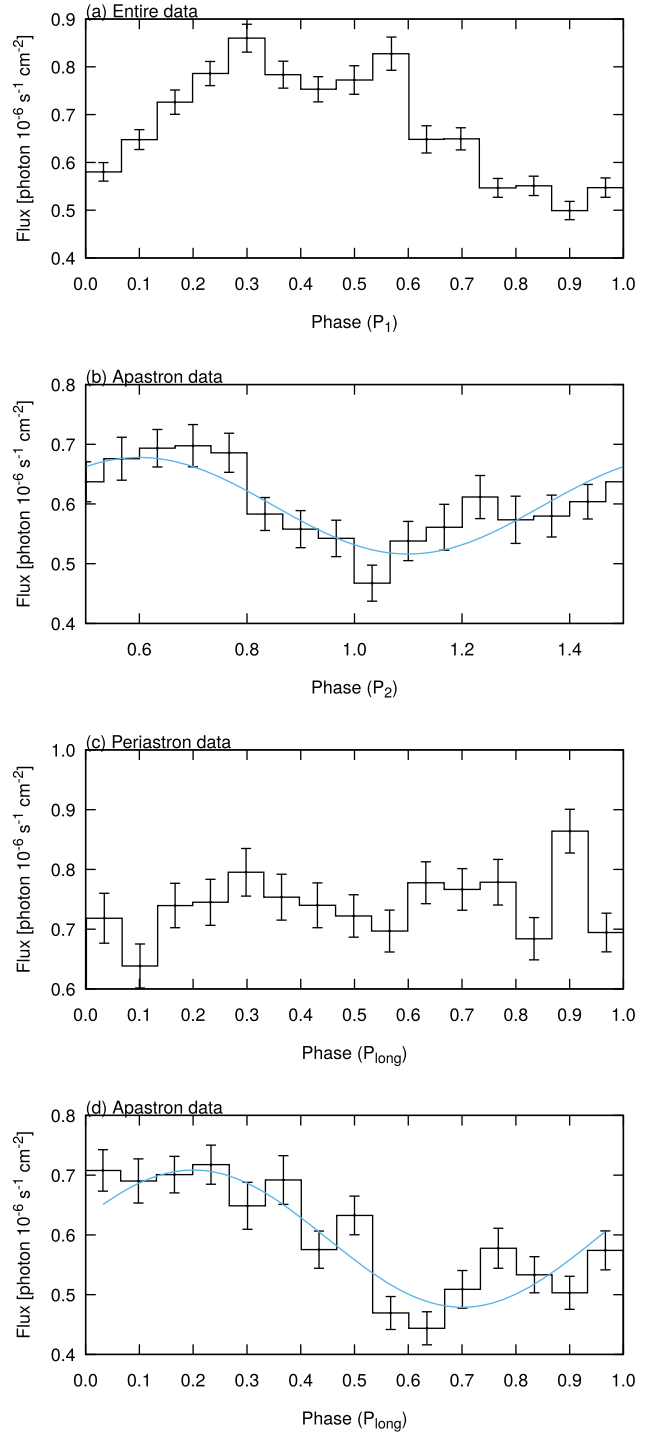 (a) Entire data
0.9
0.8
0.7
0.6
0.5
0.4
Flux [photon 10-6 s-1 cm-2]
0.0 0.1 0.2 0.3 0.4 0.5 0.6 0.7 0.8 0.9 1.0
Phase (P1)
(b) Apastron data
0.8
0.7
0.6
0.5
0.4
Flux [photon 10-6 s-1 cm-2]
0.6 0.8 1.0 1.2 1.4
Phase (P2)
(c) Periastron data
1.0
0.9
0.8
0.7
0.6
Flux [photon 10-6 s-1 cm-2]
0.0 0.1 0.2 0.3 0.4 0.5 0.6 0.7 0.8 0.9 1.0
Phase (Plong)
(d) Apastron data
0.8
0.7
0.6
0.5
0.4
Flux [photon 10-6 s-1 cm-2]
0.0 0.1 0.2 0.3 0.4 0.5 0.6 0.7 0.8 0.9 1.0
Phase (Plong)